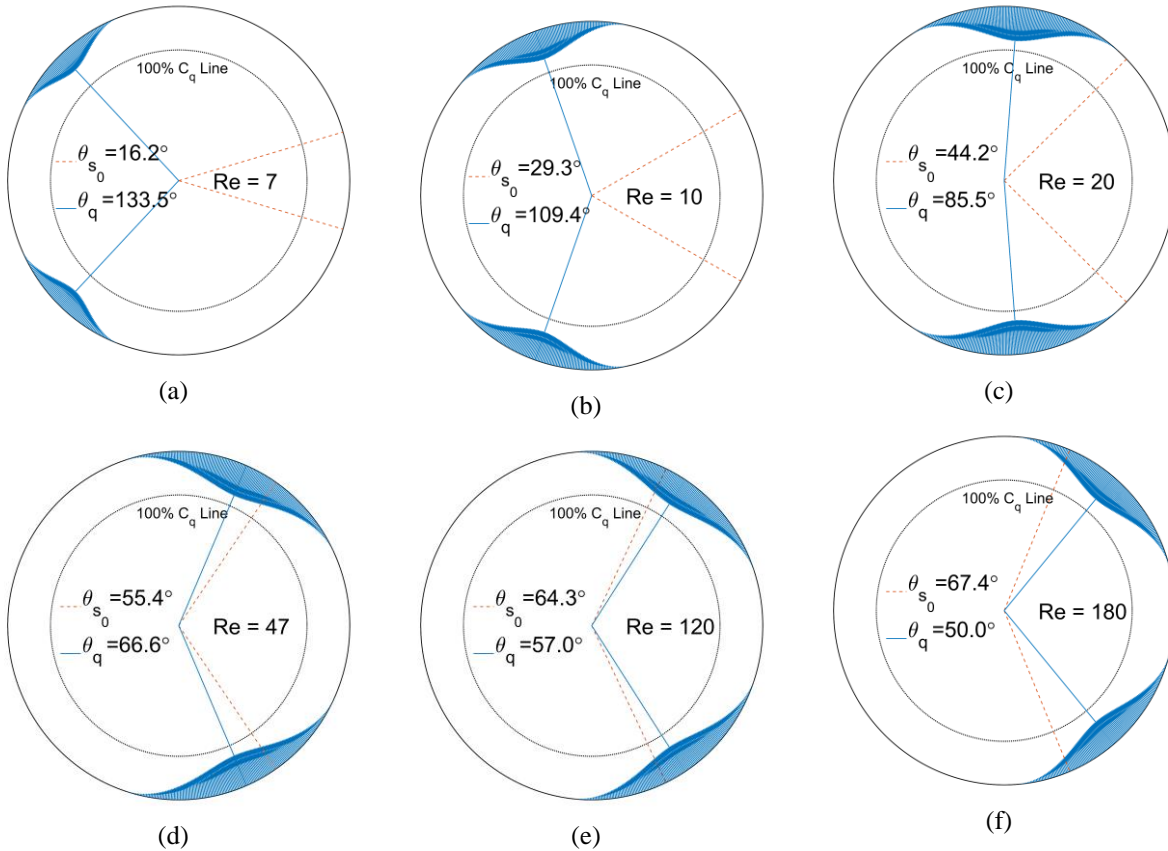 100% C_q Line
θ_s₀ =16.2°
θ_q =133.5°
Re = 7
(a)
100% C_q Line
θ_s₀ =29.3°
θ_q =109.4°
Re = 10
(b)
100% C_q Line
θ_s₀ =44.2°
θ_q =85.5°
Re = 20
(c)
100% C_q Line
θ_s₀ =55.4°
θ_q =66.6°
Re = 47
(d)
100% C_q Line
θ_s₀ =64.3°
θ_q =57.0°
Re = 120
(e)
100% C_q Line
θ_s₀ =67.4°
θ_q =50.0°
Re = 180
(f)